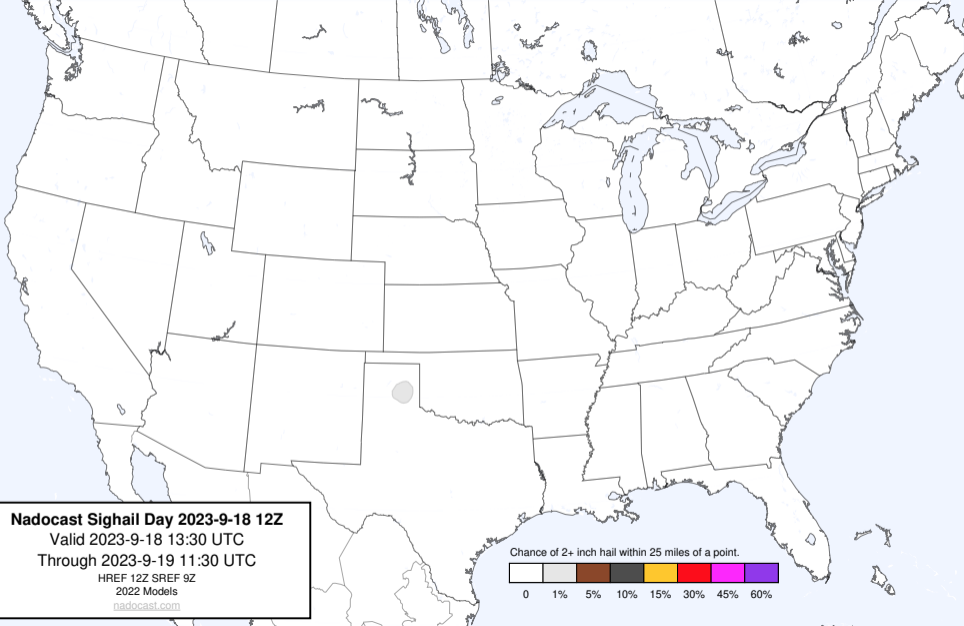 Nadocast Sighail Day 2023-9-18 12Z
Valid 2023-9-18 13:30 UTC
Through 2023-9-19 11:30 UTC
HREF 12Z SREF 9Z
2022 Models
nadocast.com
Chance of 2+ inch hail within 25 miles of a point.
0 1% 5% 10% 15% 30% 45% 60%